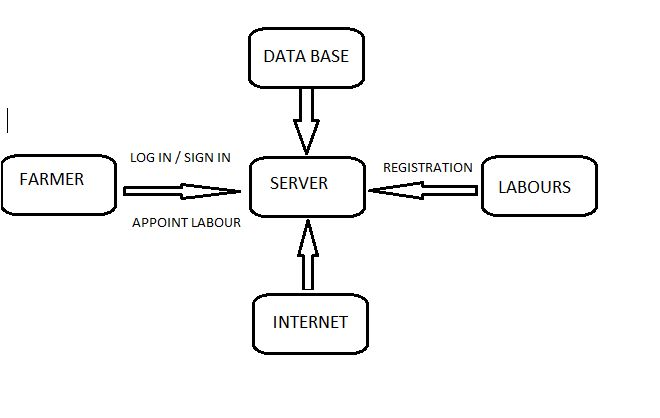 DATA BASE
LOG IN / SIGN IN
REGISTRATION
FARMER
SERVER
LABOURS
APPOINT LABOUR
INTERNET